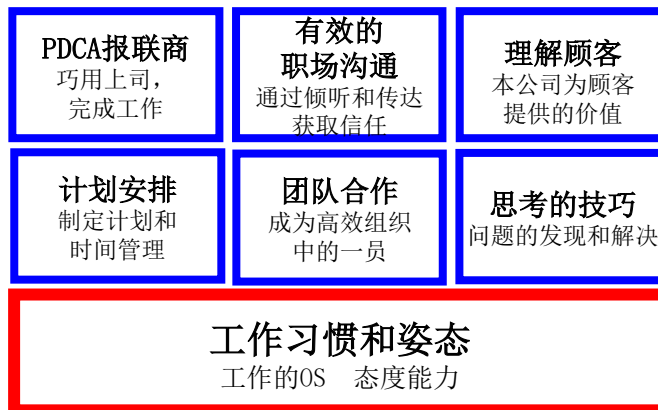 PDCA报联商
巧用上司，
完成工作
有效的
职场沟通
通过倾听和传达
获取信任
理解顾客
本公司为顾客
提供的价值
计划安排
制定计划和
时间管理
团队合作
成为高效组织
中的一员
思考的技巧
问题的发现和解决
工作习惯和姿态
工作的OS　态度能力